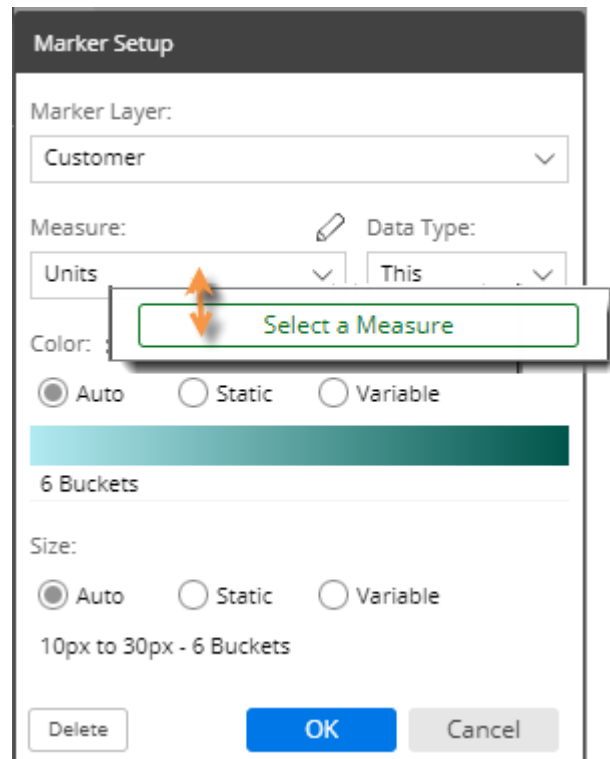 Marker Setup
Marker Layer:
Customer
Measure: Data Type:
Units This
Select a Measure
Color:
Auto Static Variable
6 Buckets
Size:
Auto Static Variable
10px to 30px - 6 Buckets
Delete OK Cancel